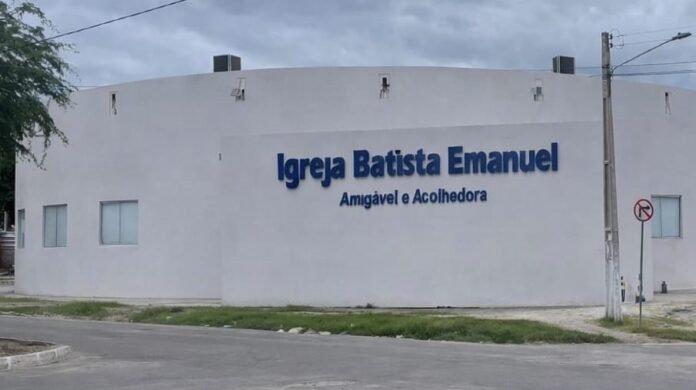 Igreja Batista Emanuel
Amigável e Acolhedora